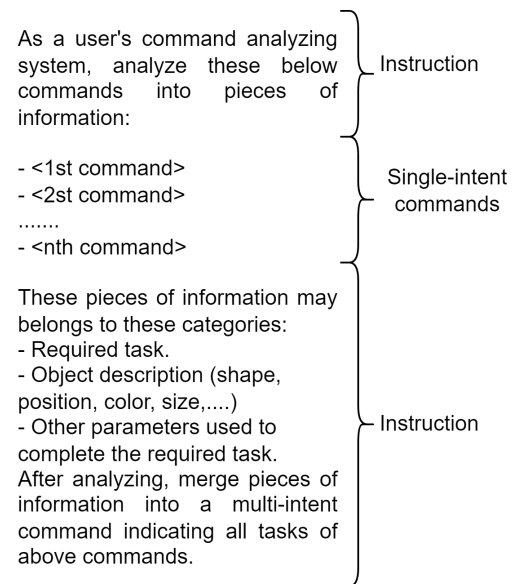 As a user's command analyzing
system, analyze these below
commands into pieces of
information:
- <1st command>
- <2st command>
.......
- <nth command>
These pieces of information may
belongs to these categories:
- Required task.
- Object description (shape,
position, color, size,....)
- Other parameters used to
complete the required task.
After analyzing, merge pieces of
information into a multi-intent
command indicating all tasks of
above commands.
Instruction
Single-intent
commands
Instruction